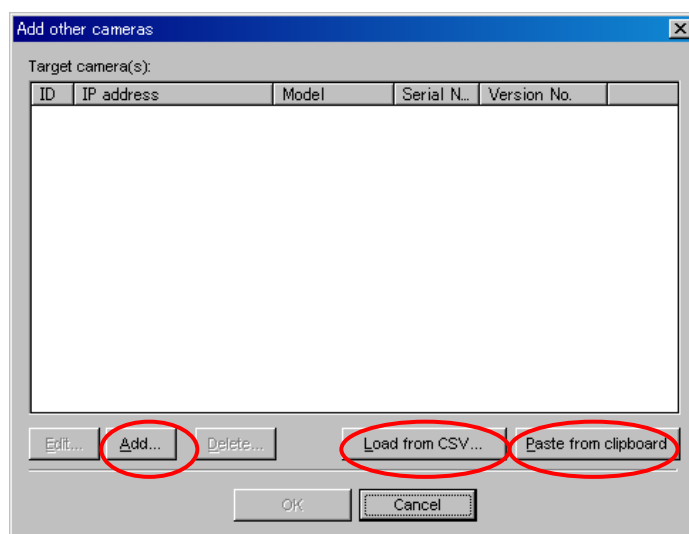 Add other cameras
Target camera(s):
ID IP address Model Serial N... Version No.
Edit... Add... Delete... Load from CSV... Paste from clipboard
OK Cancel